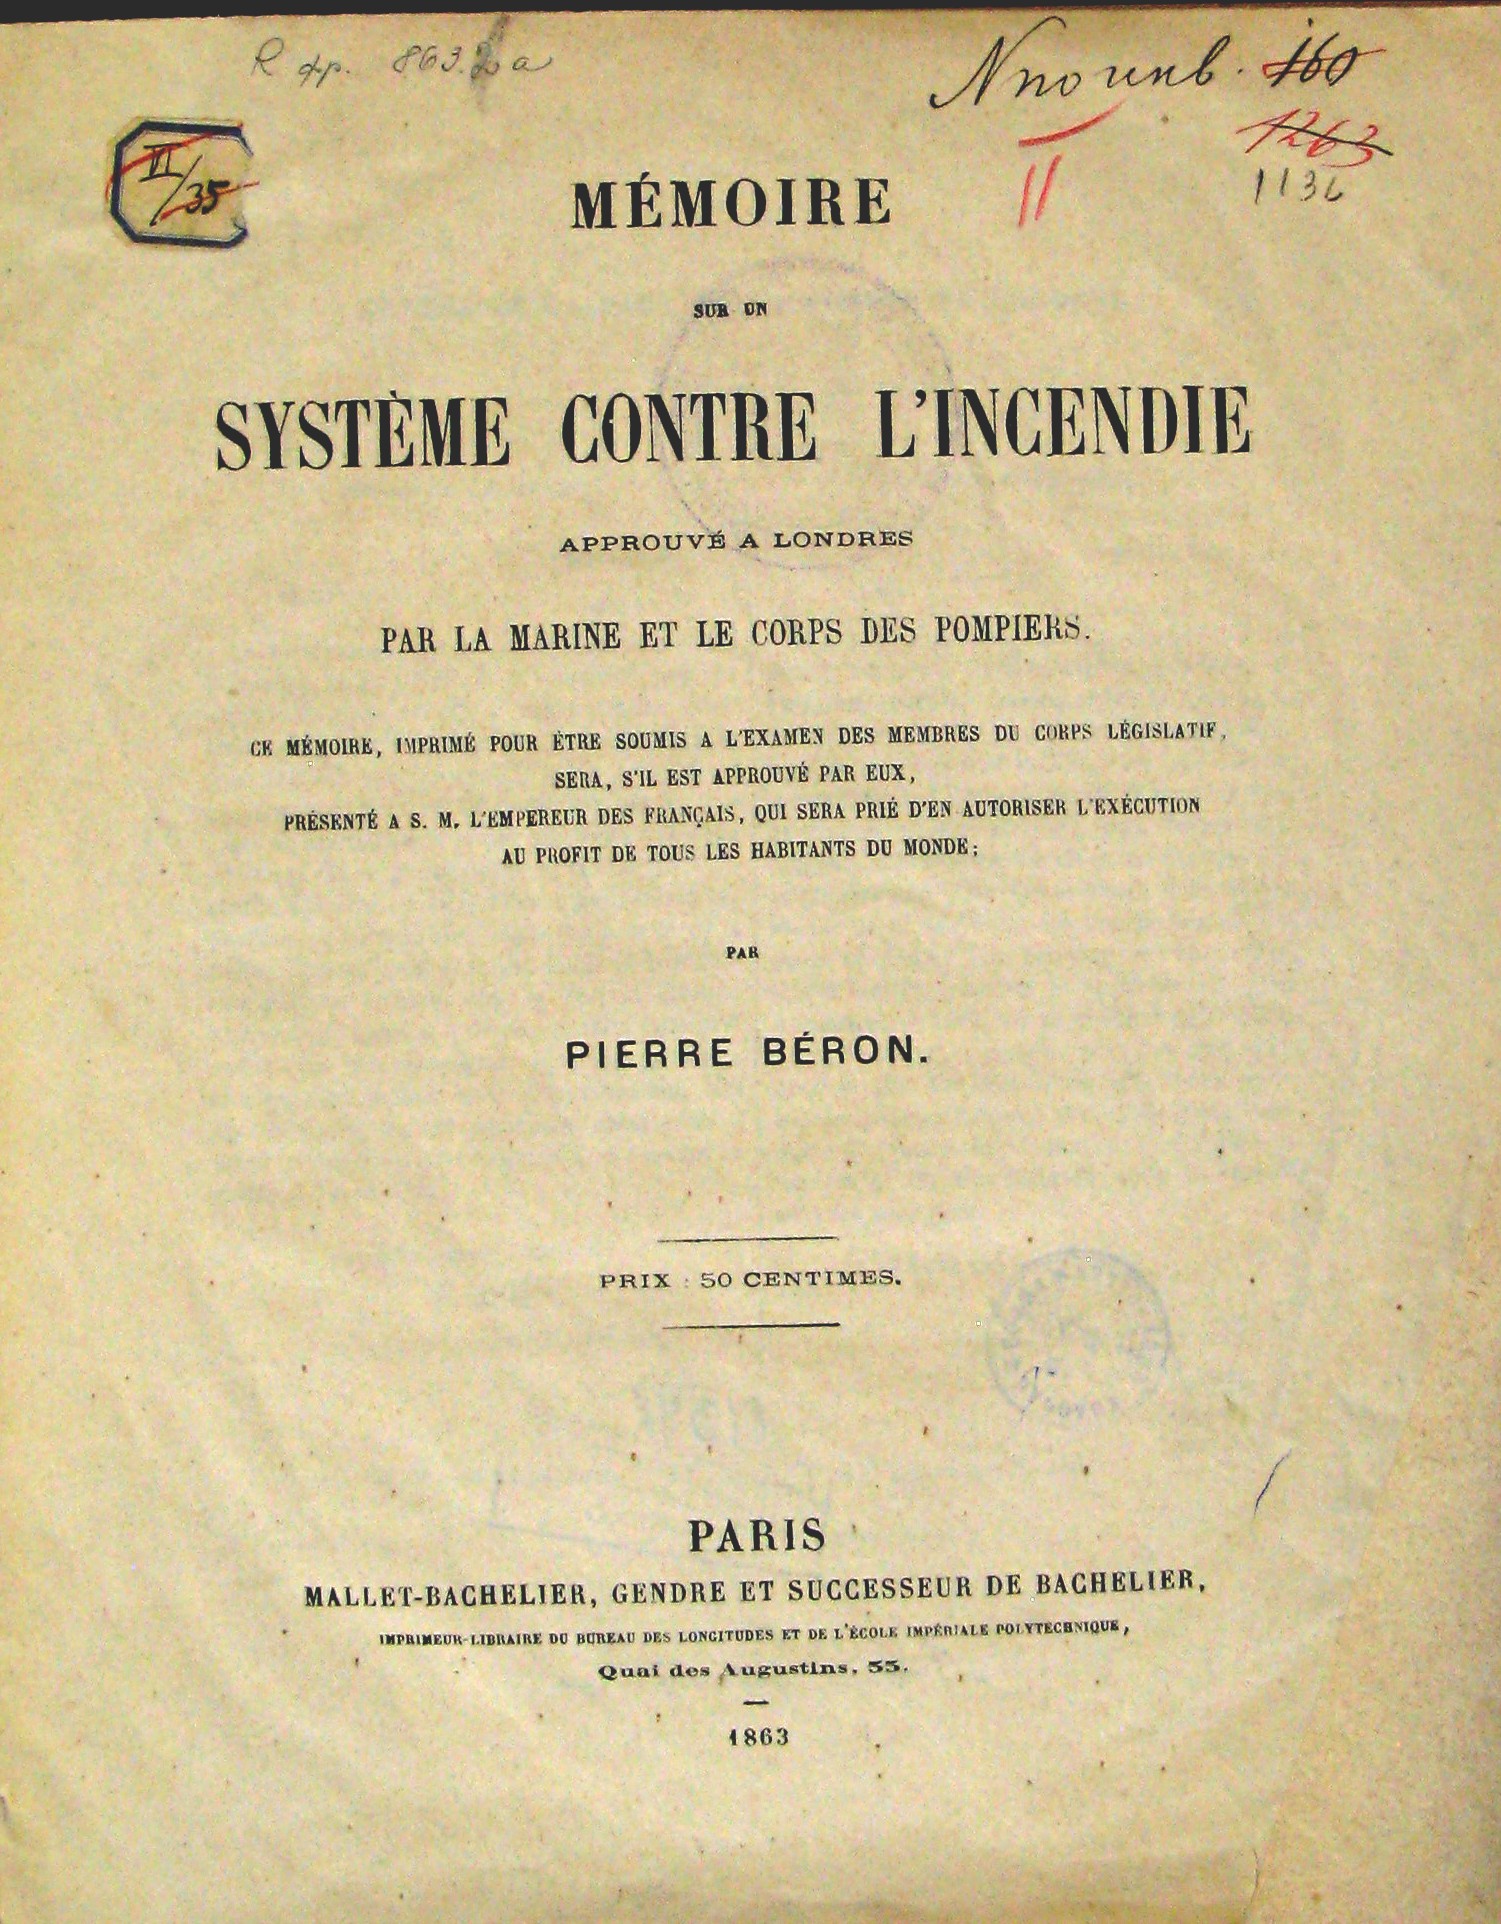 R др. 863.2 a
160
1263
VI/35
II
MÉMOIRE
SUR UN
SYSTÈME CONTRE L'INCENDIE
APPROUVÉ A LONDRES
PAR LA MARINE ET LE CORPS DES POMPIERS.
CE MÉMOIRE, IMPRIMÉ POUR ÊTRE SOUMIS A L'EXAMEN DES MEMBRES DU CORPS LÉGISLATIF,
SERA, S'IL EST APPROUVÉ PAR EUX,
PRÉSENTÉ A S. M. L'EMPEREUR DES FRANÇAIS, QUI SERA PRIÉ D'EN AUTORISER L'EXÉCUTION
AU PROFIT DE TOUS LES HABITANTS DU MONDE;
PAR
PIERRE BÉRON.
PRIX : 50 CENTIMES.
PARIS
MALLET-BACHELIER, GENDRE ET SUCCESSEUR DE BACHELIER,
IMPRIMEUR-LIBRAIRE DU BUREAU DES LONGITUDES ET DE L'ÉCOLE IMPÉRIALE POLYTECHNIQUE,
Quai des Augustins, 55.
1863